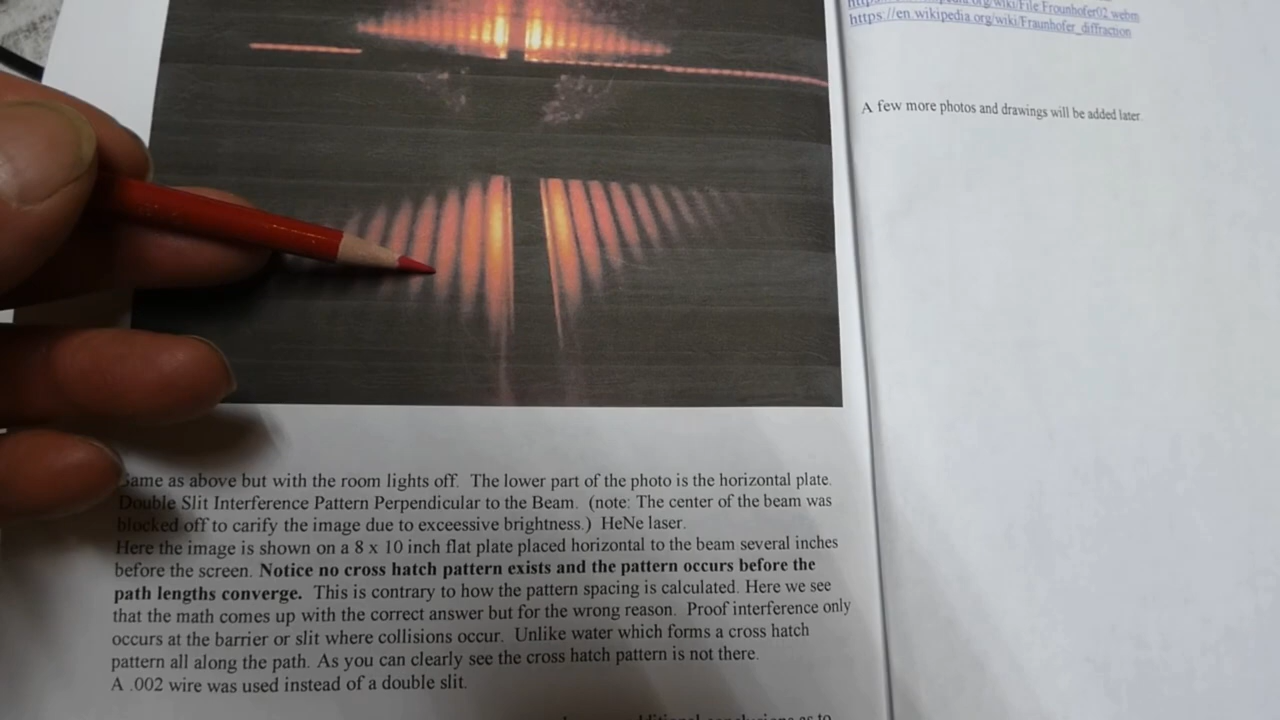 https://en.wikipedia.org/wiki/Fraunhofer_diffraction
A few more photos and drawings will be added later.
Same as above but with the room lights off. The lower part of the photo is the horizontal plate.
Double Slit Interference Pattern Perpendicular to the Beam. (note: The center of the beam was
blocked off to carify the image due to exceessive brightness.) HeNe laser.
Here the image is shown on a 8 x 10 inch flat plate placed horizontal to the beam several inches
before the screen. Notice no cross hatch pattern exists and the pattern occurs before the
path lengths converge. This is contrary to how the pattern spacing is calculated. Here we see
that the math comes up with the correct answer but for the wrong reason. Proof interference only
occurs at the barrier or slit where collisions occur. Unlike water which forms a cross hatch
pattern all along the path. As you can clearly see the cross hatch pattern is not there.
A .002 wire was used instead of a double slit.